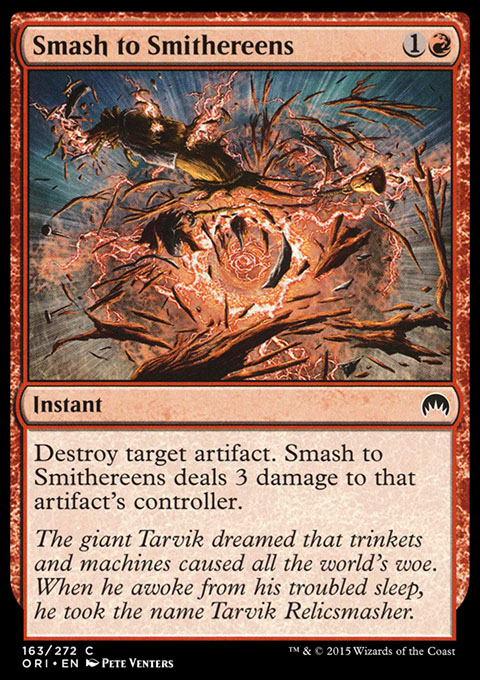 Smash to Smithereens 1
Instant
Destroy target artifact. Smash to
Smithereens deals 3 damage to that
artifact's controller.
The giant Tarvik dreamed that trinkets
and machines caused all the world's woe.
When he awoke from his troubled sleep,
he took the name Tarvik Relicsmasher.
163/272 C
ORI • EN Pete Venters
™ & © 2015 Wizards of the Coast